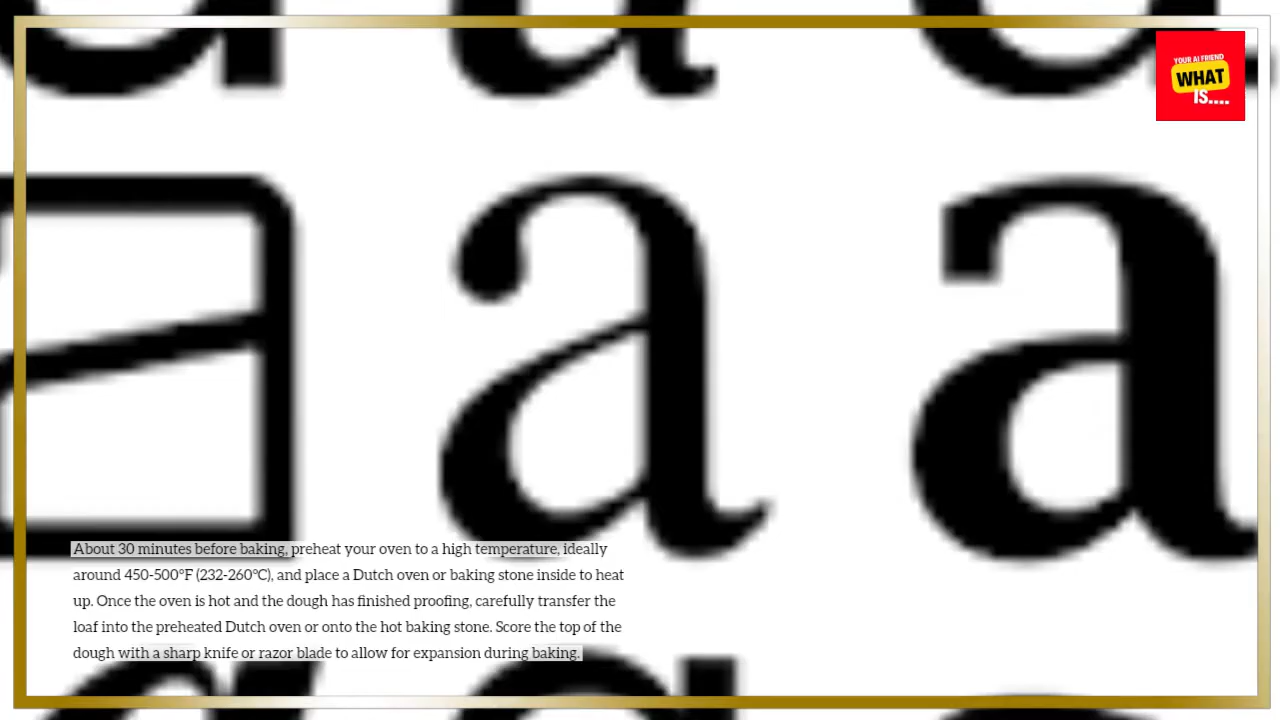 YOUR AI FRIEND
WHAT
IS....
a a a
About 30 minutes before baking, preheat your oven to a high temperature, ideally
around 450-500°F (232-260°C), and place a Dutch oven or baking stone inside to heat
up. Once the oven is hot and the dough has finished proofing, carefully transfer the
loaf into the preheated Dutch oven or onto the hot baking stone. Score the top of the
dough with a sharp knife or razor blade to allow for expansion during baking.